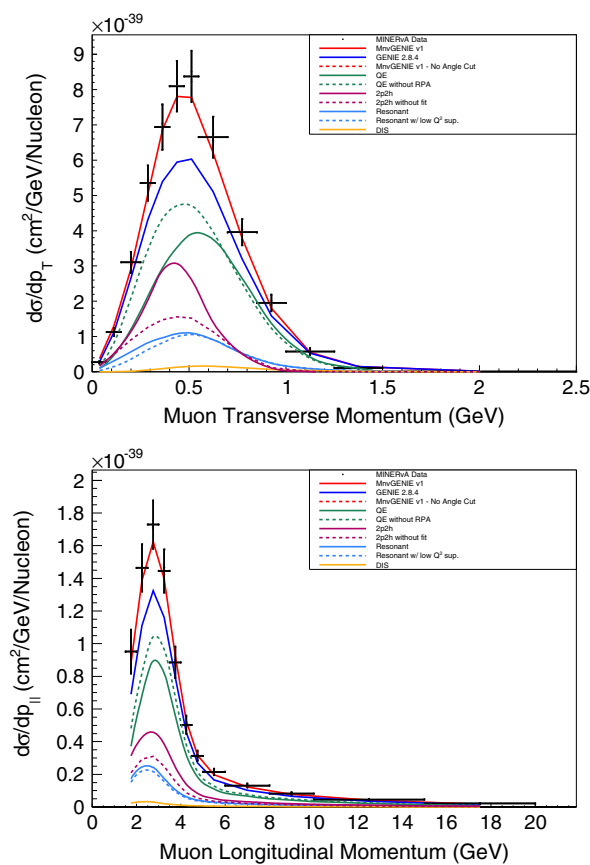 ×10⁻³⁹
MINERvA Data
MnvGENIE v1
GENIE 2.8.4
MnvGENIE v1 - No Angle Cut
QE
QE without RPA
2p2h
2p2h without fit
Resonant
Resonant w/ low Q² sup.
DIS
9
8
7
6
5
4
3
2
1
0
dσ/dp_T (cm²/GeV/Nucleon)
0 0.5 1 1.5 2 2.5
Muon Transverse Momentum (GeV)
×10⁻³⁹
MINERvA Data
MnvGENIE v1
GENIE 2.8.4
MnvGENIE v1 - No Angle Cut
QE
QE without RPA
2p2h
2p2h without fit
Resonant
Resonant w/ low Q² sup.
DIS
2
1.8
1.6
1.4
1.2
1
0.8
0.6
0.4
0.2
0
dσ/dp_|| (cm²/GeV/Nucleon)
0 2 4 6 8 10 12 14 16 18 20
Muon Longitudinal Momentum (GeV)